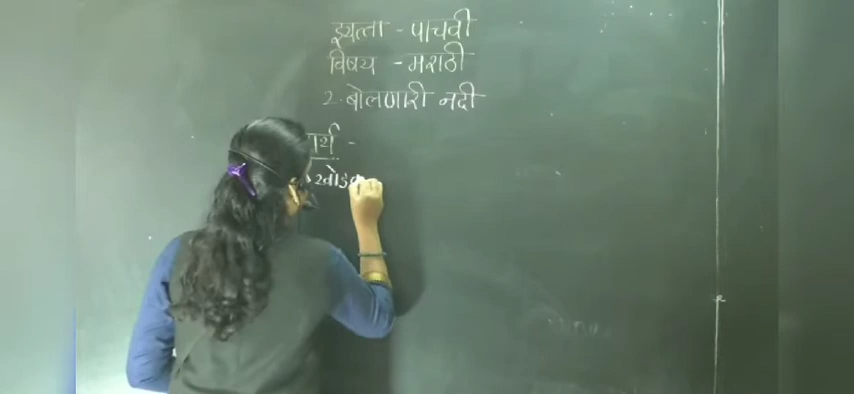 इयत्ता - पाचवी
विषय - मराठी
२. बोलणारी नदी